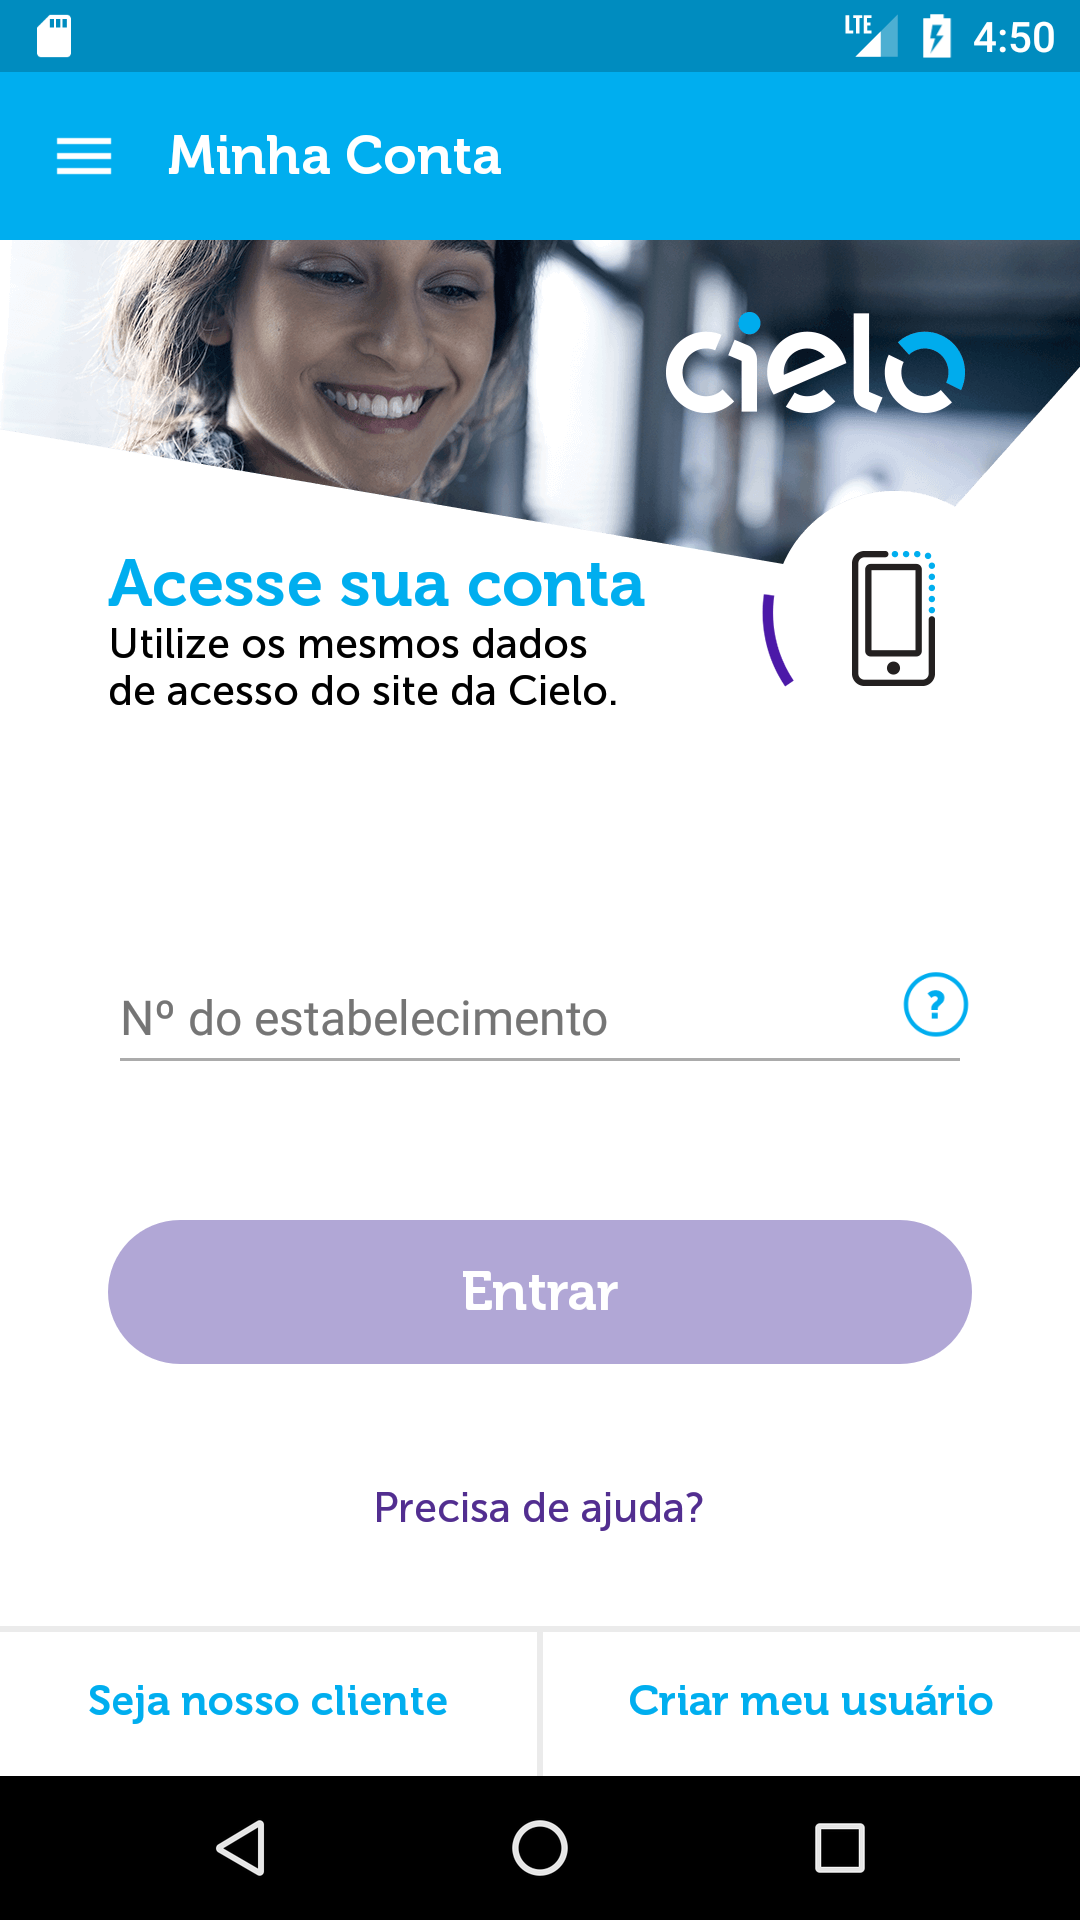 LTE 4:50
Minha Conta
cielo
Acesse sua conta
Utilize os mesmos dados
de acesso do site da Cielo.
Nº do estabelecimento
?
Entrar
Precisa de ajuda?
Seja nosso cliente
Criar meu usuário